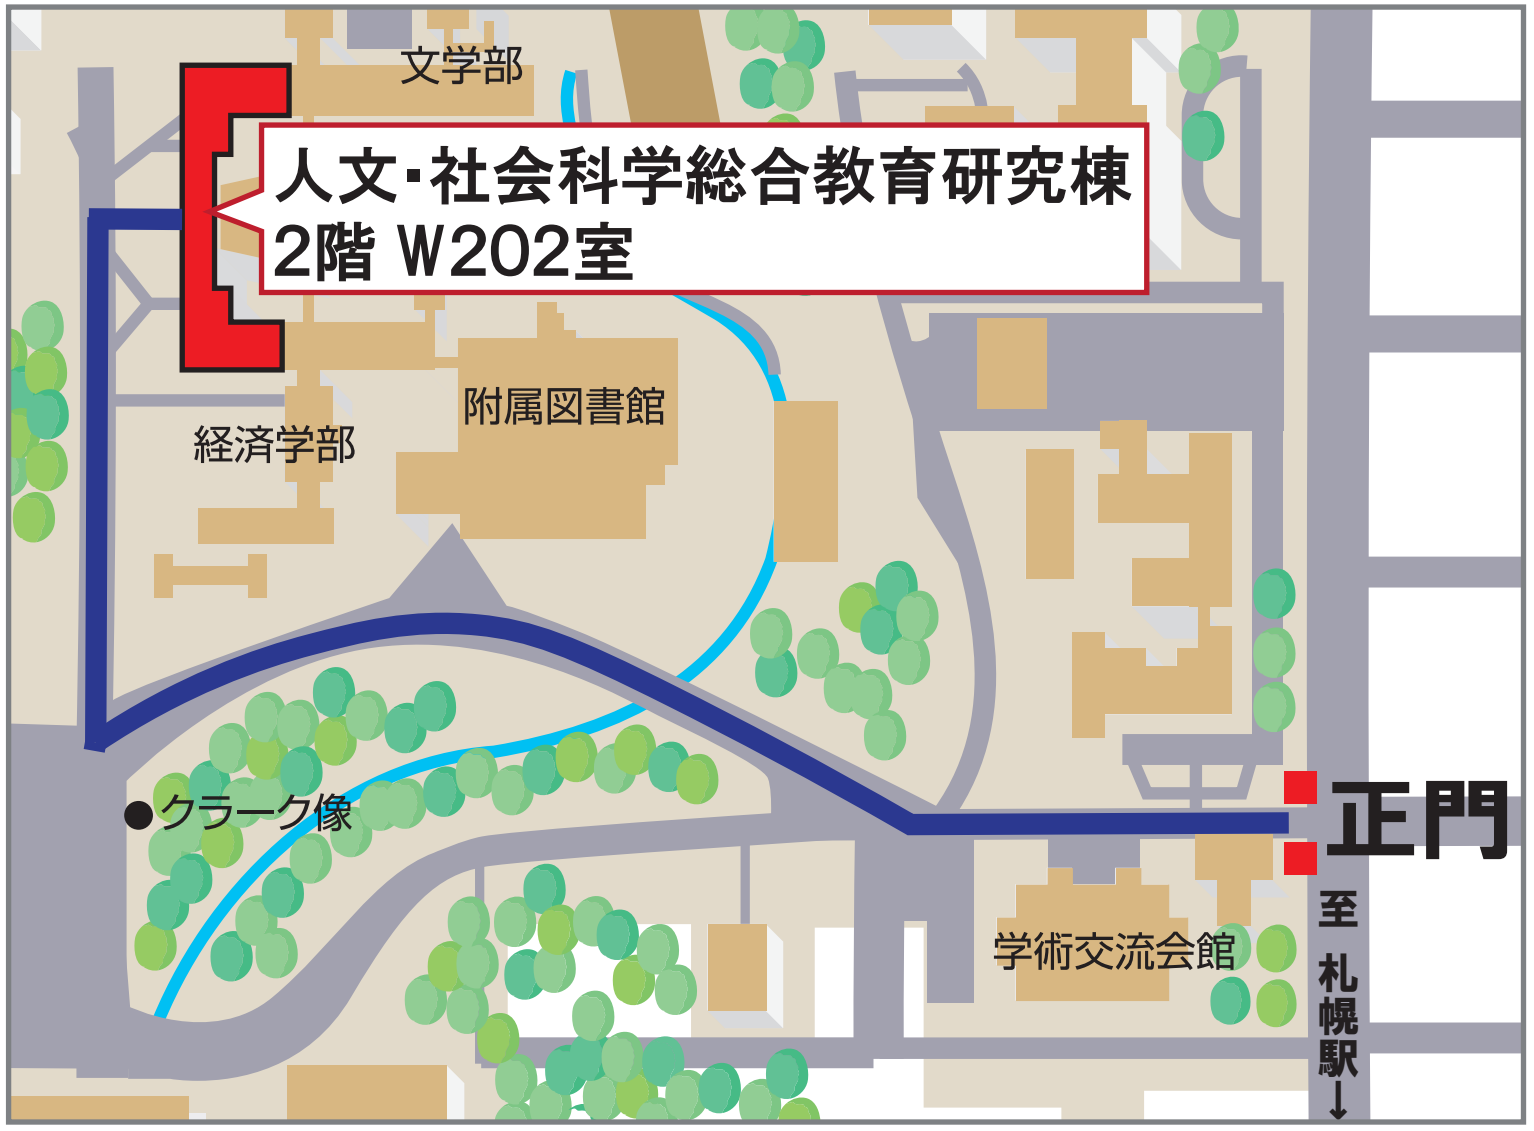 文学部
人文・社会科学総合教育研究棟
2階 W202室
附属図書館
経済学部
クラーク像
正門
学術交流会館
至 札幌駅↓